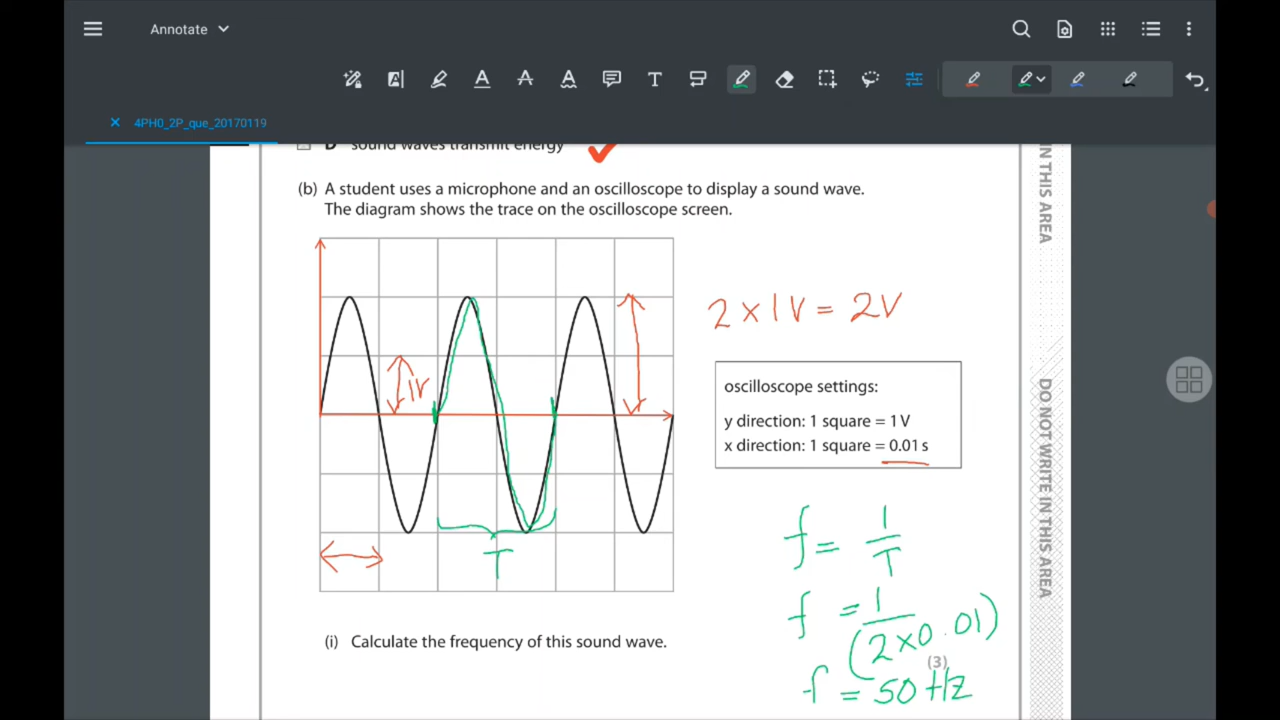 Annotate
4PH0_2P_que_20170119
D sound waves transmit energy
(b) A student uses a microphone and an oscilloscope to display a sound wave.
The diagram shows the trace on the oscilloscope screen.
1V
2 × 1V = 2V
oscilloscope settings:
y direction: 1 square = 1 V
x direction: 1 square = 0.01 s
T
f = 1/T
f = 1/(2×0.01)
(i) Calculate the frequency of this sound wave.
(3)
f = 50 Hz
IN THIS AREA
DO NOT WRITE IN THIS AREA